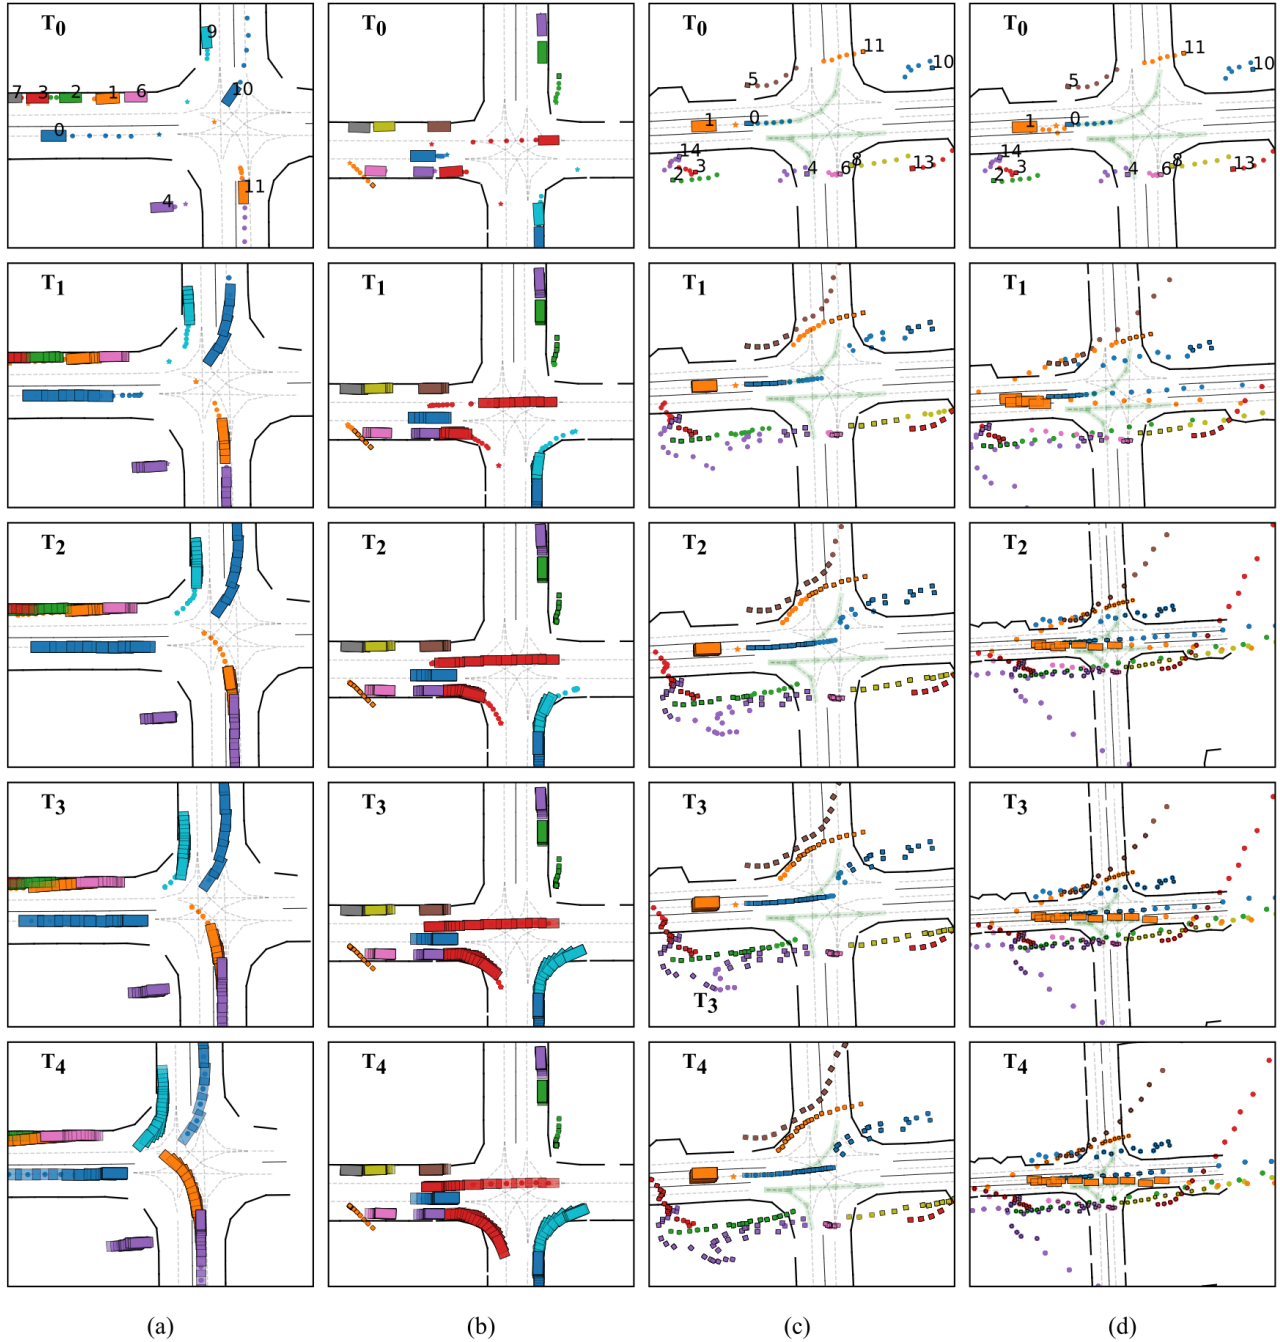 T0 T0 T0 T0
9
7 3 2 1 6 10
0
4 11
11 10
5
1 0
14 3 2 4 6 8 13
11 10
5
1 0
14 3 2 4 6 8 13
T1 T1 T1 T1
T2 T2 T2 T2
T3 T3 T3 T3
T3
T4 T4 T4 T4
(a) (b) (c) (d)